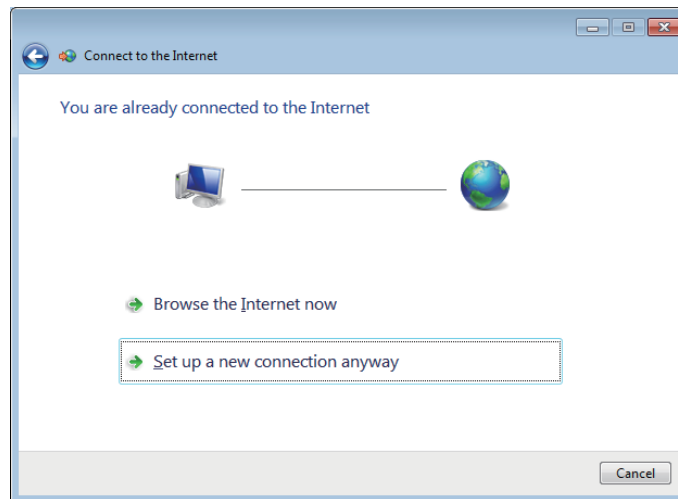 Connect to the Internet
You are already connected to the Internet
Browse the Internet now
Set up a new connection anyway
Cancel